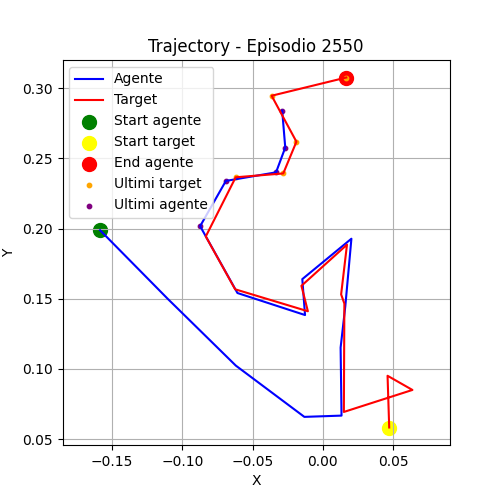 Trajectory - Episodio 2550
Agente
Target
Start agente
Start target
End agente
Ultimi target
Ultimi agente
Y
0.30
0.25
0.20
0.15
0.10
0.05
−0.15
−0.10
−0.05
0.00
0.05
X